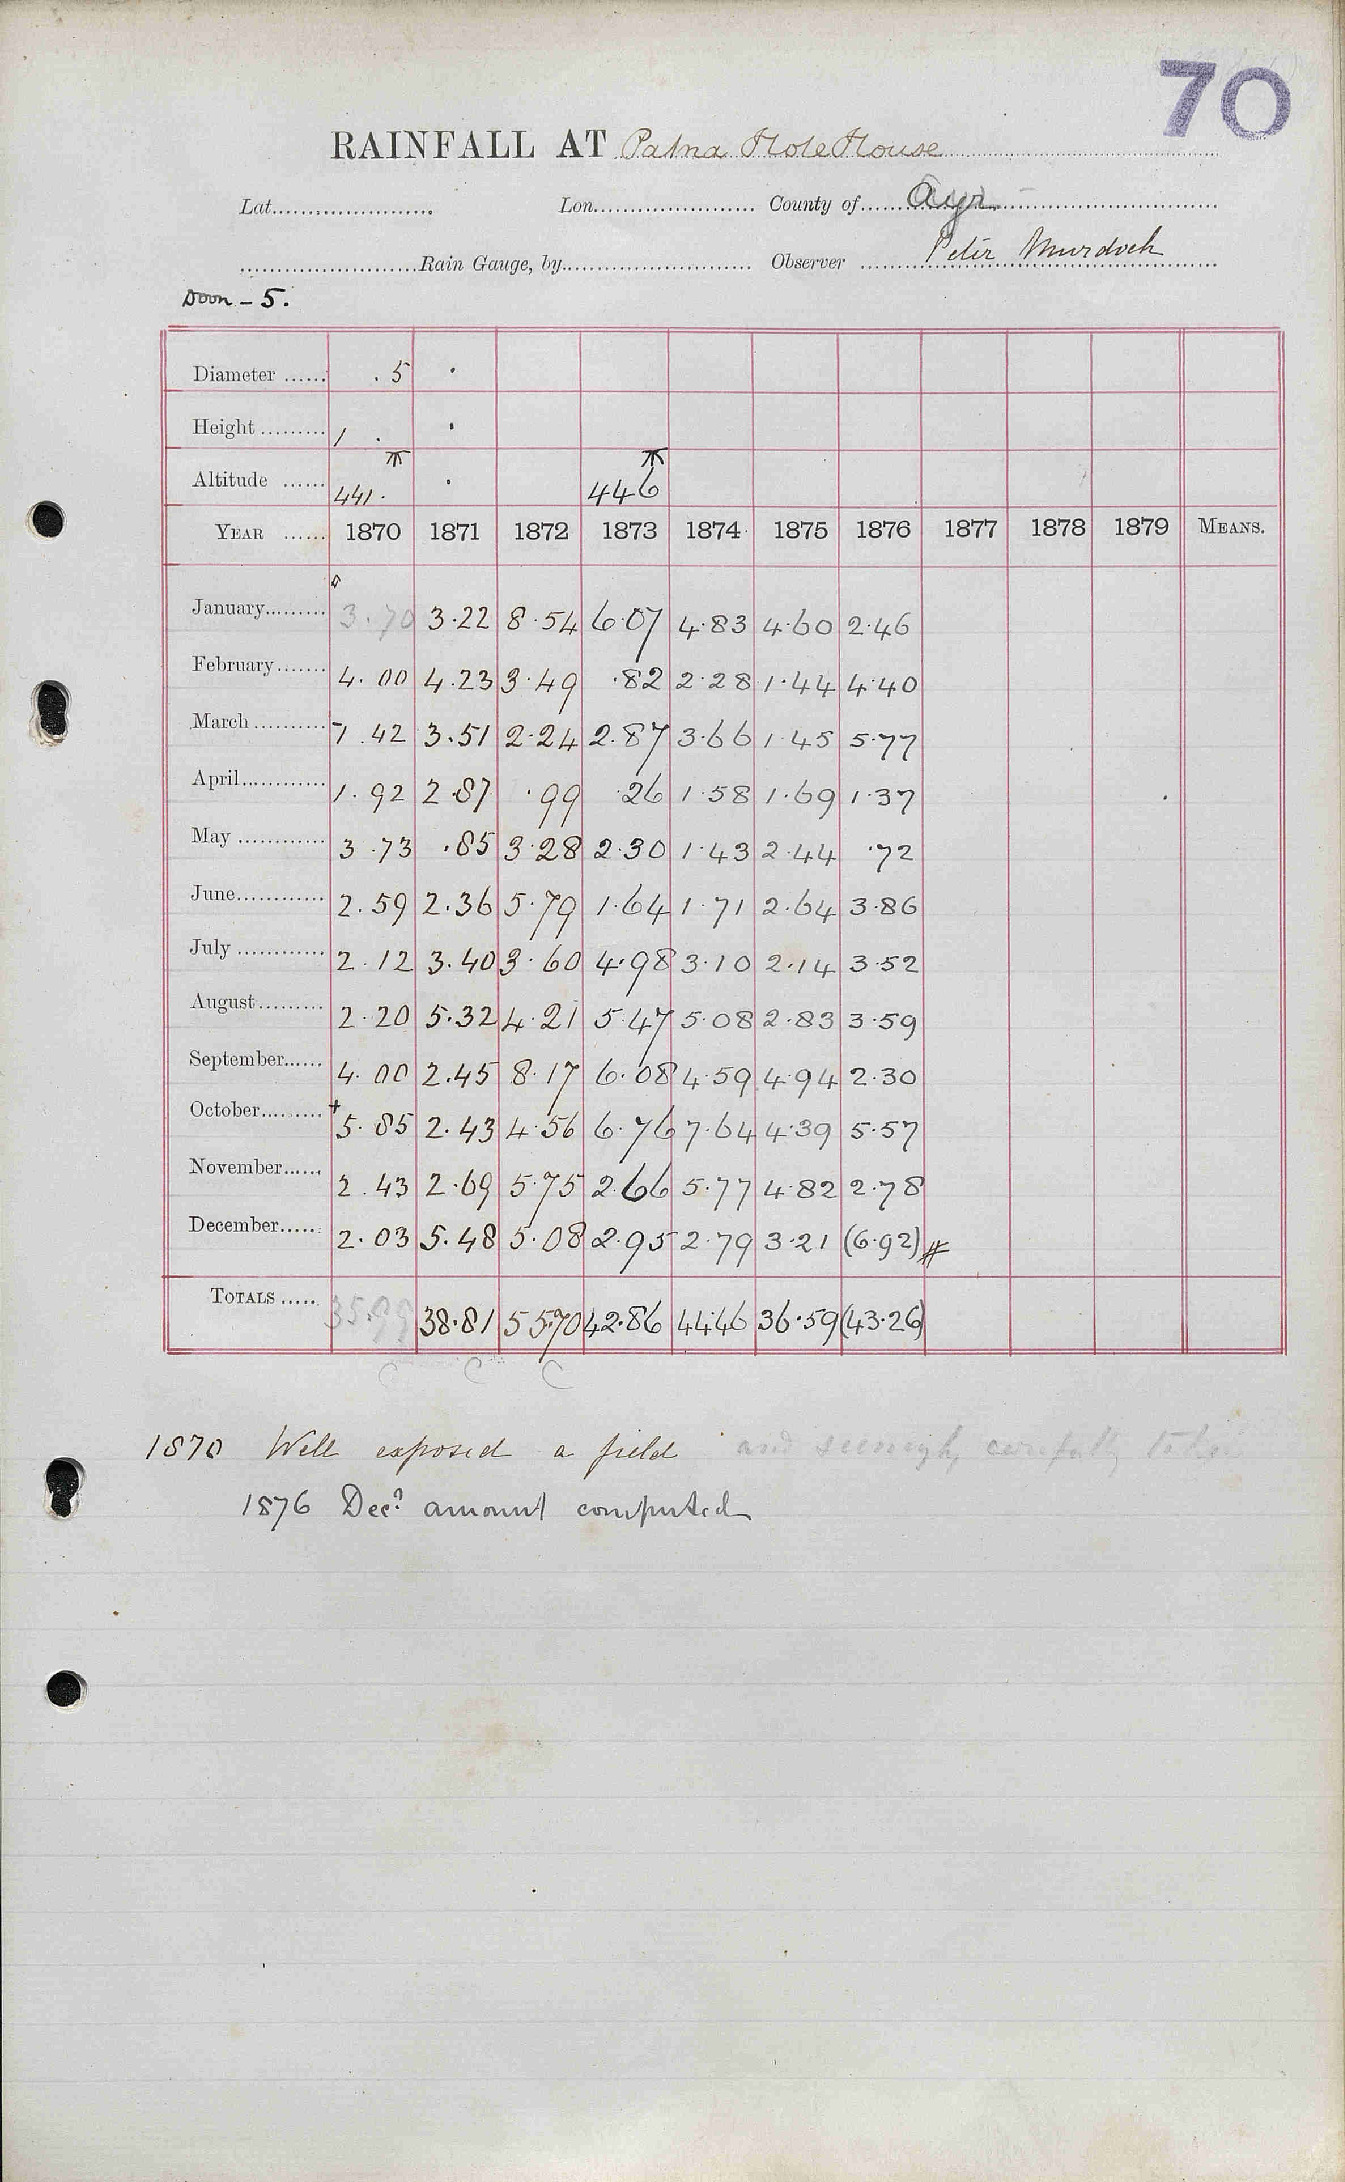 70
RAINFALL AT Patna Hole House
Lat. Lon. County of Ayr
Rain Gauge, by Observer Peter Murdoch
Doon - 5.
Diameter . 5 .
Height 1 . .
Altitude 441. . 446
YEAR 1870 1871 1872 1873 1874 1875 1876 1877 1878 1879 MEANS.
January 3.70 3.22 8.54 6.07 4.83 4.60 2.46
February 4.00 4.23 3.49 .82 2.28 1.44 4.40
March 1.42 3.51 2.24 2.87 3.66 1.45 5.77
April 1.92 2.87 .99 .26 1.58 1.69 1.37
May 3.73 .85 3.28 2.30 1.43 2.44 .72
June 2.59 2.36 5.79 1.64 1.71 2.64 3.86
July 2.12 3.40 3.60 4.98 3.10 2.14 3.52
August 2.20 5.32 4.21 5.47 5.08 2.83 3.59
September 4.00 2.45 8.17 6.08 4.59 4.94 2.30
October + 5.85 2.43 4.56 6.76 7.64 4.39 5.57
November 2.43 2.69 5.75 2.66 5.77 4.82 2.78
December 2.03 5.48 5.08 2.95 2.79 3.21 (6.92) #
TOTALS 35.99 38.81 55.70 42.86 44.46 36.59 (43.26)
C C C
1870 Well exposed a field and seemingly carefully taken
1876 Decr amount computed